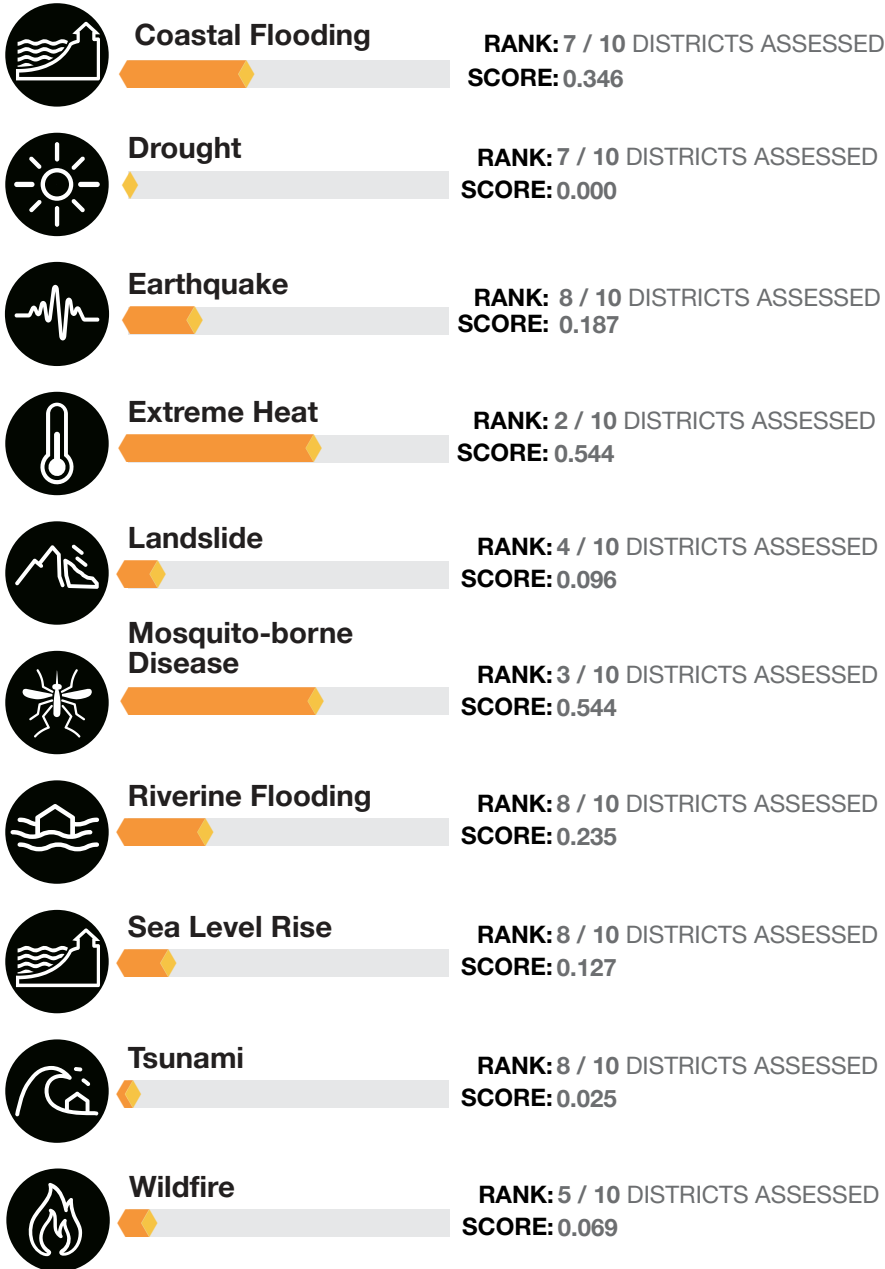 Coastal Flooding
RANK: 7 / 10 DISTRICTS ASSESSED
SCORE: 0.346
Drought
RANK: 7 / 10 DISTRICTS ASSESSED
SCORE: 0.000
Earthquake
RANK: 8 / 10 DISTRICTS ASSESSED
SCORE: 0.187
Extreme Heat
RANK: 2 / 10 DISTRICTS ASSESSED
SCORE: 0.544
Landslide
RANK: 4 / 10 DISTRICTS ASSESSED
SCORE: 0.096
Mosquito-borne
Disease
RANK: 3 / 10 DISTRICTS ASSESSED
SCORE: 0.544
Riverine Flooding
RANK: 8 / 10 DISTRICTS ASSESSED
SCORE: 0.235
Sea Level Rise
RANK: 8 / 10 DISTRICTS ASSESSED
SCORE: 0.127
Tsunami
RANK: 8 / 10 DISTRICTS ASSESSED
SCORE: 0.025
Wildfire
RANK: 5 / 10 DISTRICTS ASSESSED
SCORE: 0.069